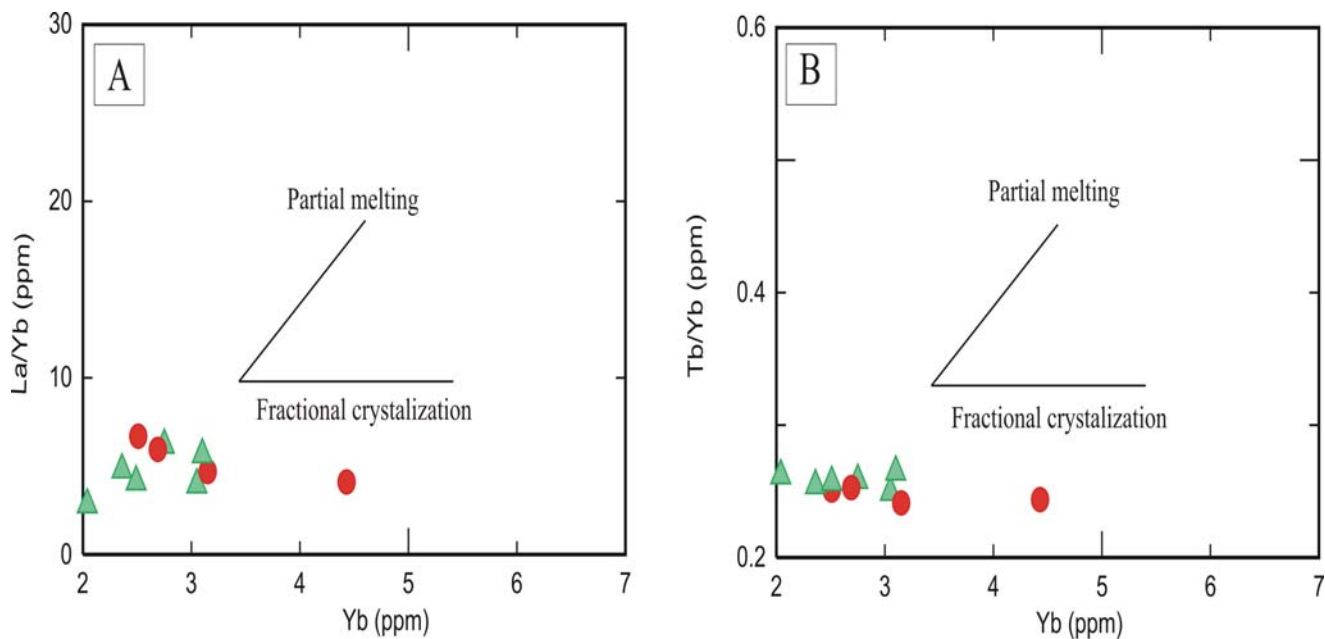 30
A
20
La/Yb (ppm)
Partial melting
10
Fractional crystalization
0
2 3 4 5 6 7
Yb (ppm)
0.6
B
Partial melting
Tb/Yb (ppm)
0.4
Fractional crystalization
0.2
2 3 4 5 6 7
Yb (ppm)